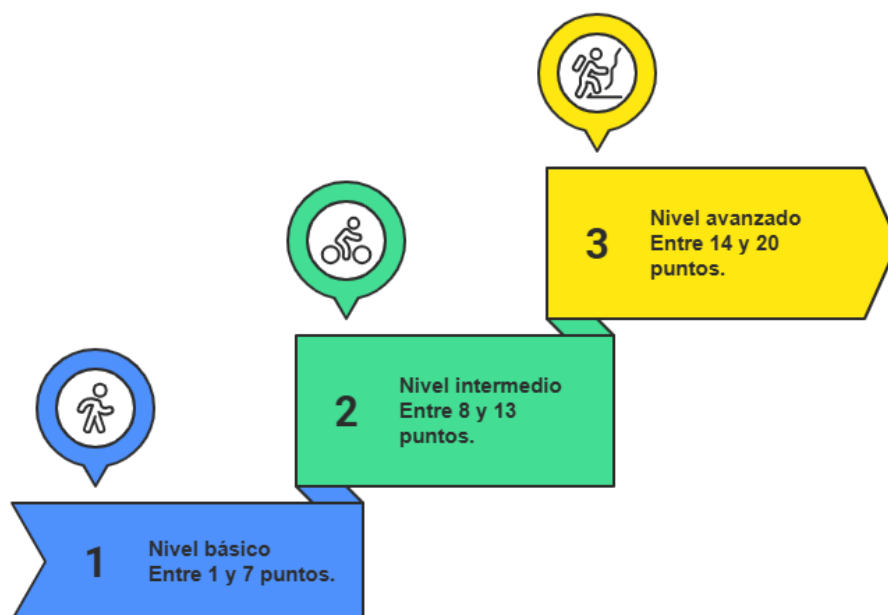 3
Nivel avanzado
Entre 14 y 20
puntos.
2
Nivel intermedio
Entre 8 y 13
puntos.
1
Nivel básico
Entre 1 y 7 puntos.